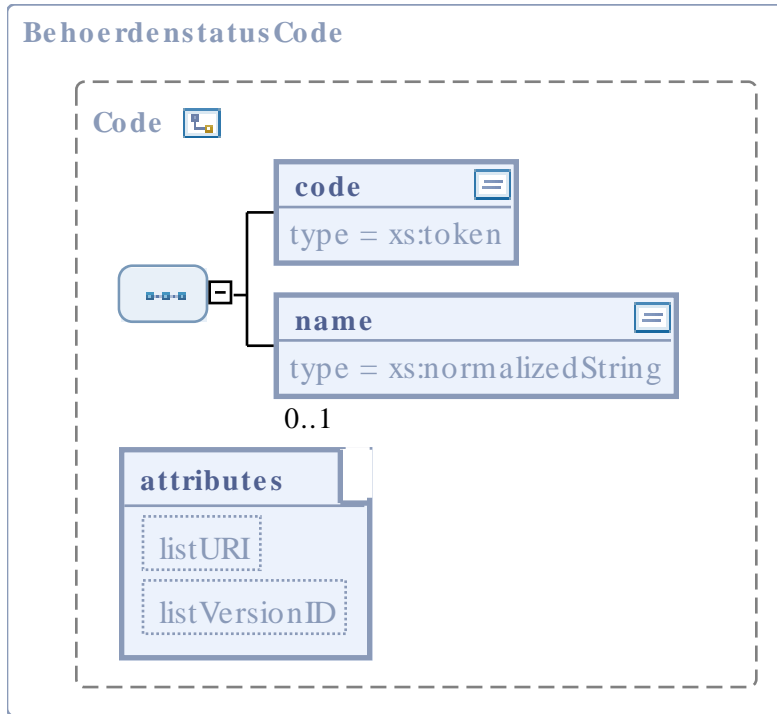 BehoerdenstatusCode
Code
code
type = xs:token
name
type = xs:normalizedString
0..1
attributes
listURI
listVersionID